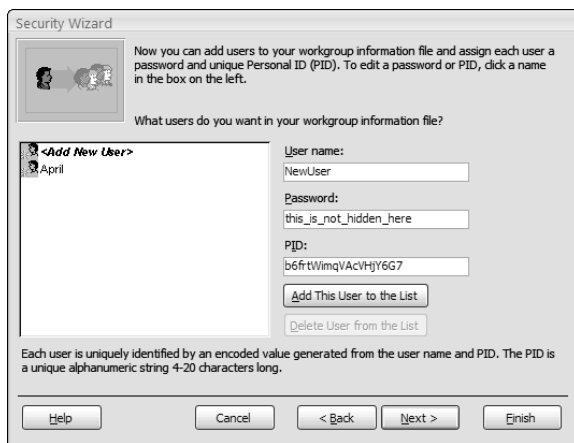 Security Wizard
Now you can add users to your workgroup information file and assign each user a
password and unique Personal ID (PID). To edit a password or PID, click a name
in the box on the left.
What users do you want in your workgroup information file?
<Add New User>
April
User name:
NewUser
Password:
this_is_not_hidden_here
PID:
b6frtWimqVAcVHjY6G7
Add This User to the List
Delete User from the List
Each user is uniquely identified by an encoded value generated from the user name and PID. The PID is
a unique alphanumeric string 4-20 characters long.
Help
Cancel
< Back
Next >
Finish